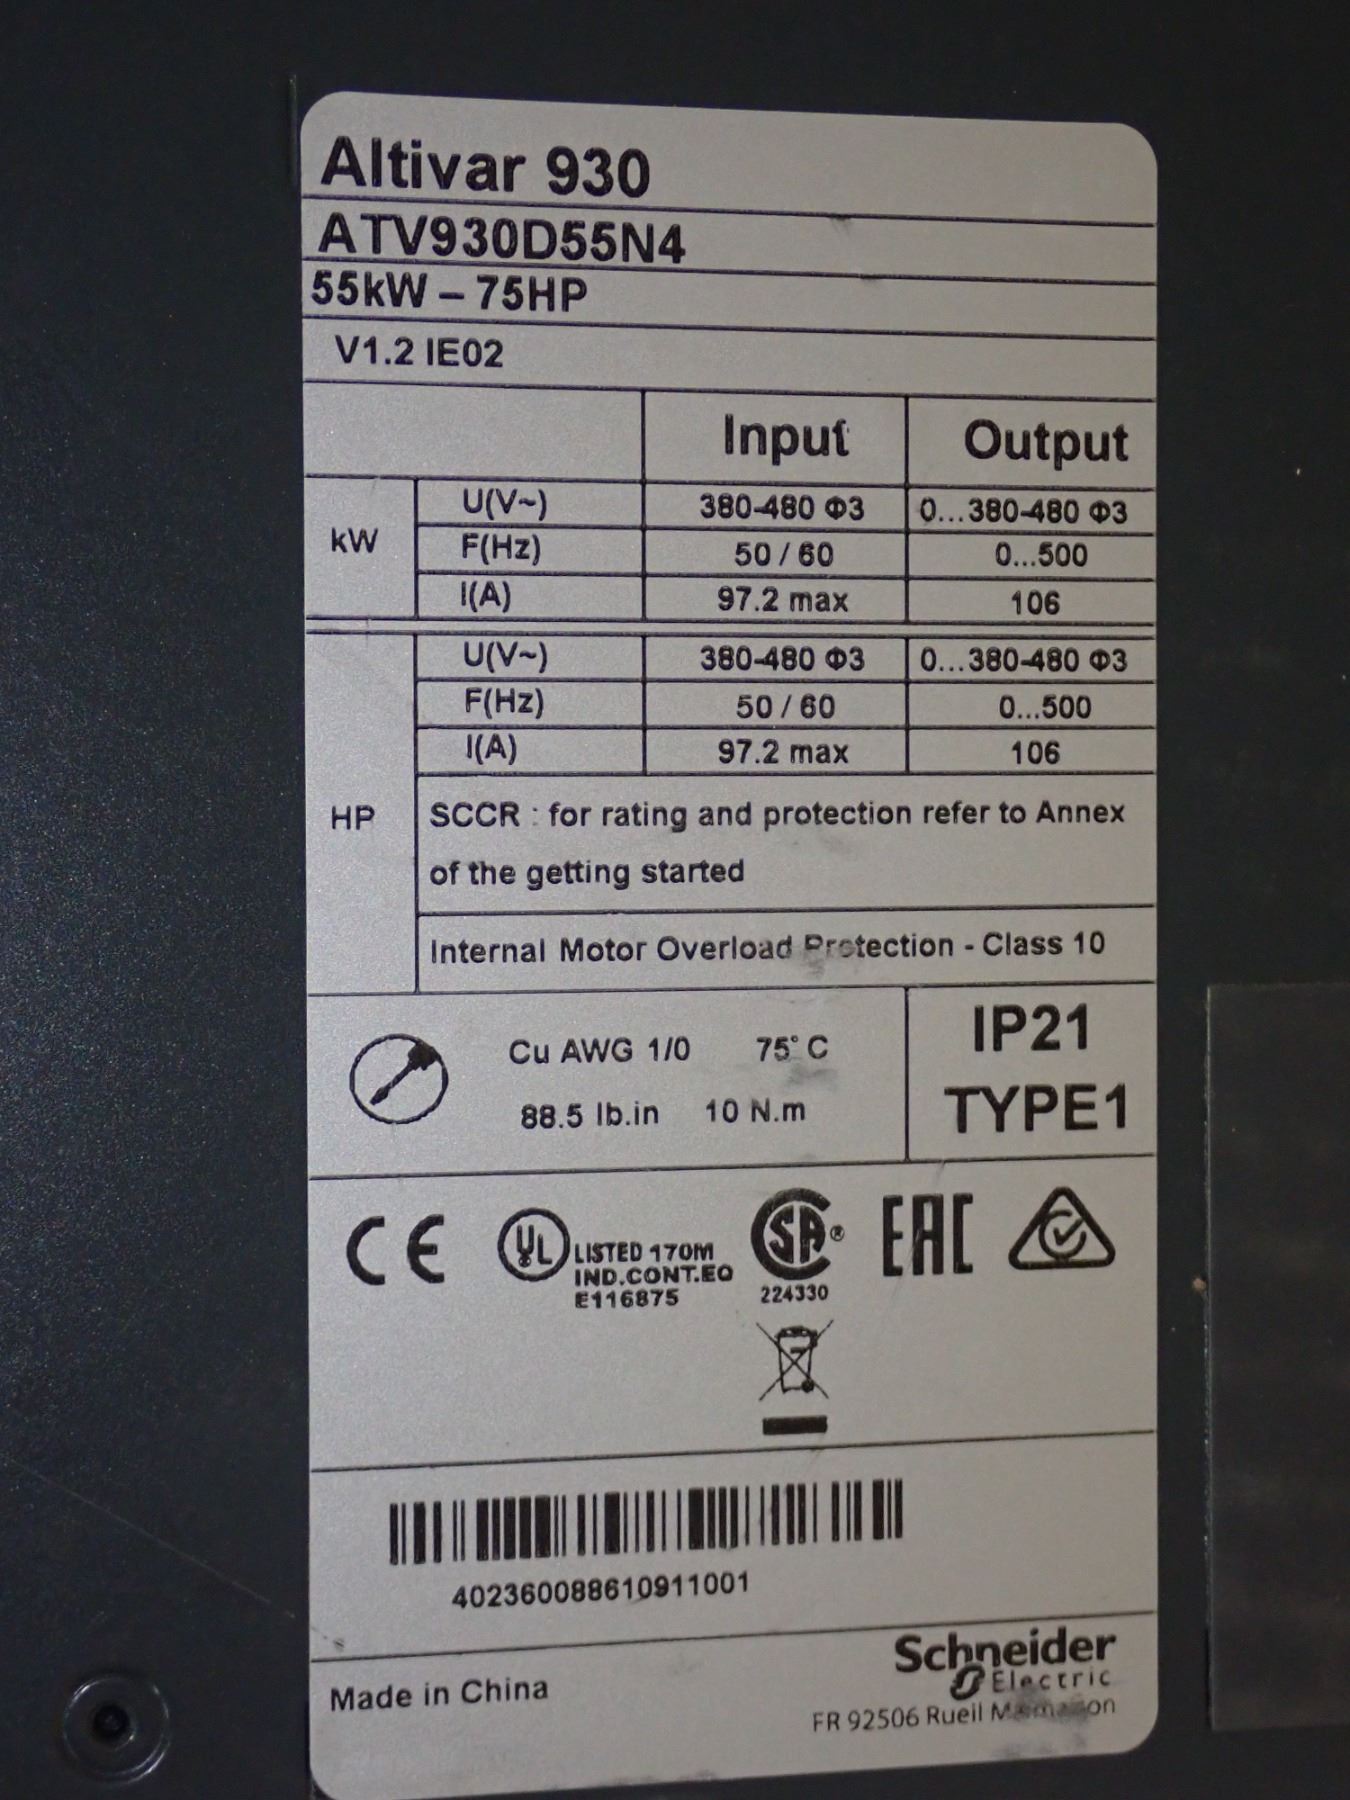 Altivar 930
ATV930D55N4
55kW – 75HP
V1.2 IE02
Input Output
kW
U(V~) 380-480 Φ3 0...380-480 Φ3
F(Hz) 50 / 60 0...500
I(A) 97.2 max 106
HP
U(V~) 380-480 Φ3 0...380-480 Φ3
F(Hz) 50 / 60 0...500
I(A) 97.2 max 106
SCCR : for rating and protection refer to Annex
of the getting started
Internal Motor Overload Protection - Class 10
Cu AWG 1/0 75°C
88.5 lb.in 10 N.m
IP21
TYPE1
CE
UL
LISTED 170M
IND.CONT.EQ
E116875
SA®
224330
EAC
402360088610911001
Made in China
Schneider
Electric
FR 92506 Rueil Malmaison